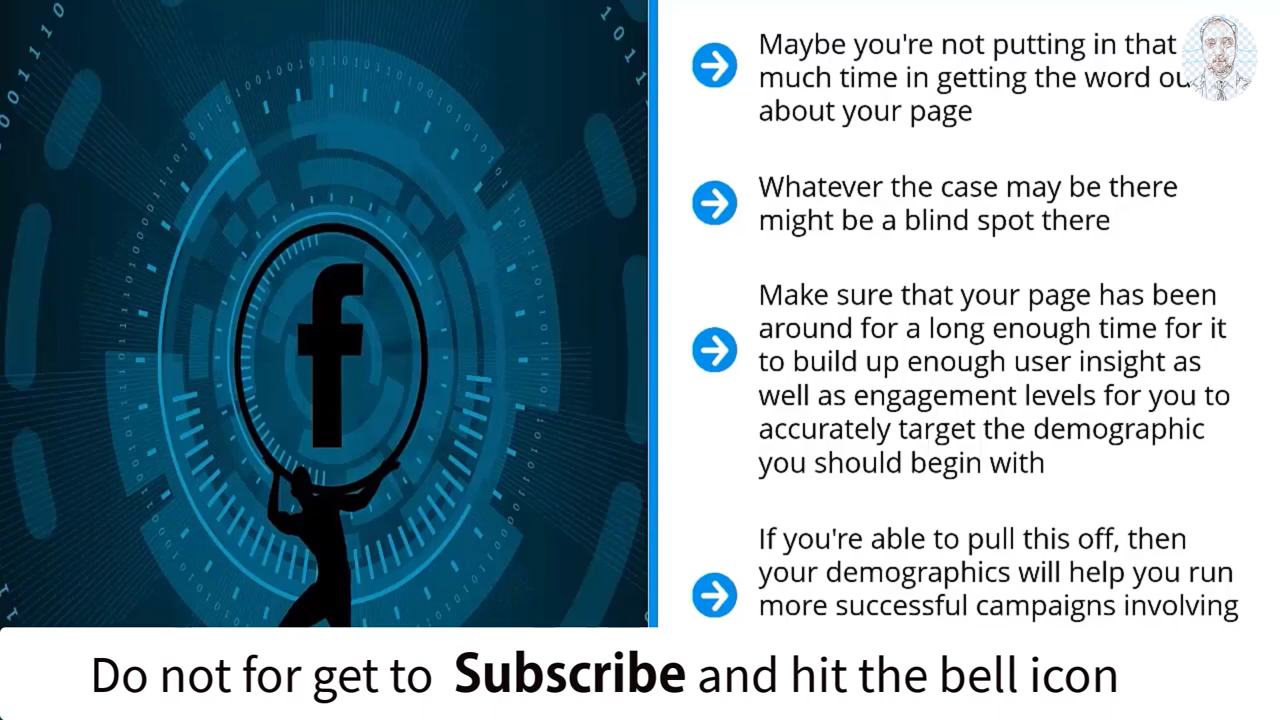 Maybe you're not putting in that
much time in getting the word
about your page
Whatever the case may be there
might be a blind spot there
Make sure that your page has been
around for a long enough time for it
to build up enough user insight as
well as engagement levels for you to
accurately target the demographic
you should begin with
If you're able to pull this off, then
your demographics will help you run
more successful campaigns involving
f
Do not for get to Subscribe and hit the bell icon